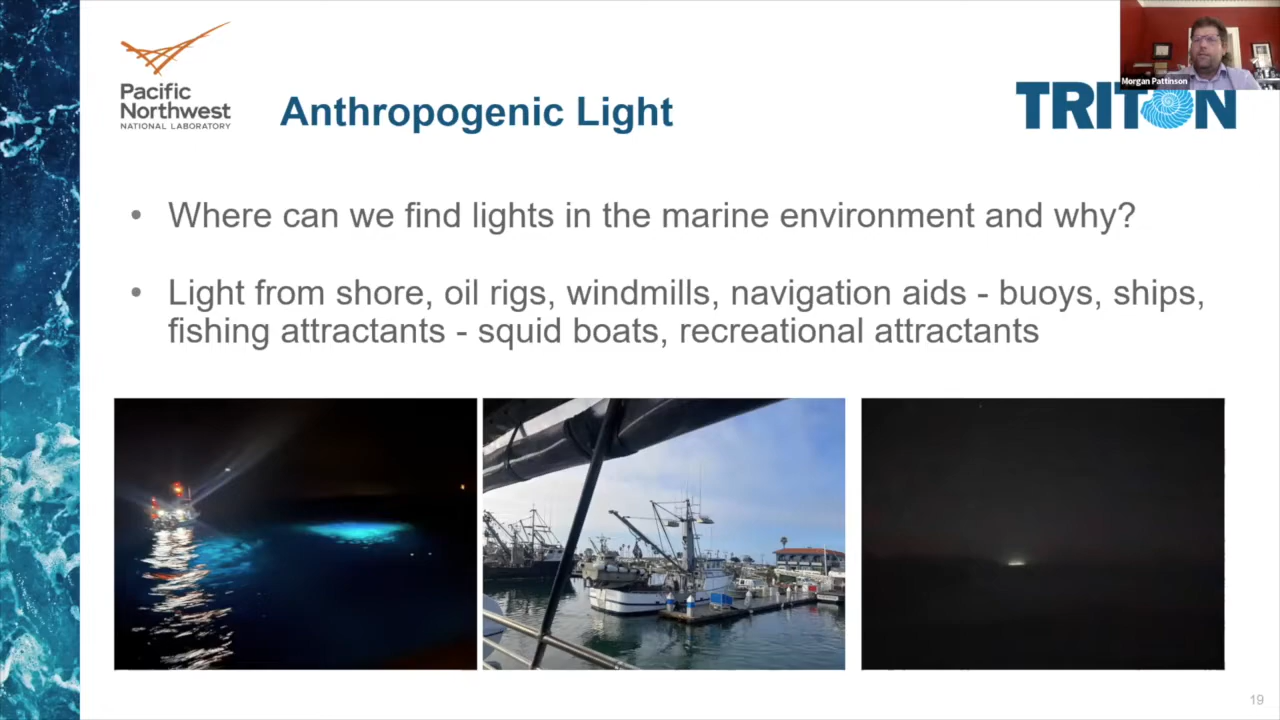 Pacific
Northwest
NATIONAL LABORATORY
Anthropogenic Light
TRITON
Morgan Pattinson
• Where can we find lights in the marine environment and why?
• Light from shore, oil rigs, windmills, navigation aids - buoys, ships,
fishing attractants - squid boats, recreational attractants
19